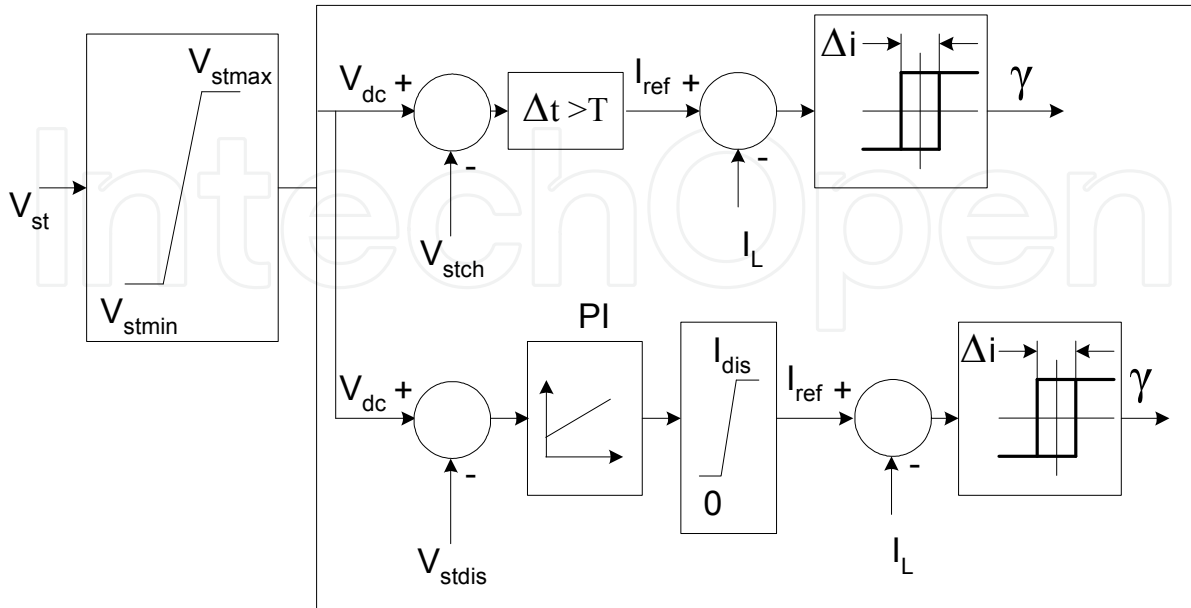 V_st
V_stmax
V_stmin
V_dc +
-
V_stch
Δt >T
I_ref +
-
I_L
Δi
γ
V_dc +
-
V_stdis
PI
I_dis
0
I_ref +
-
I_L
Δi
γ
IntechOpen